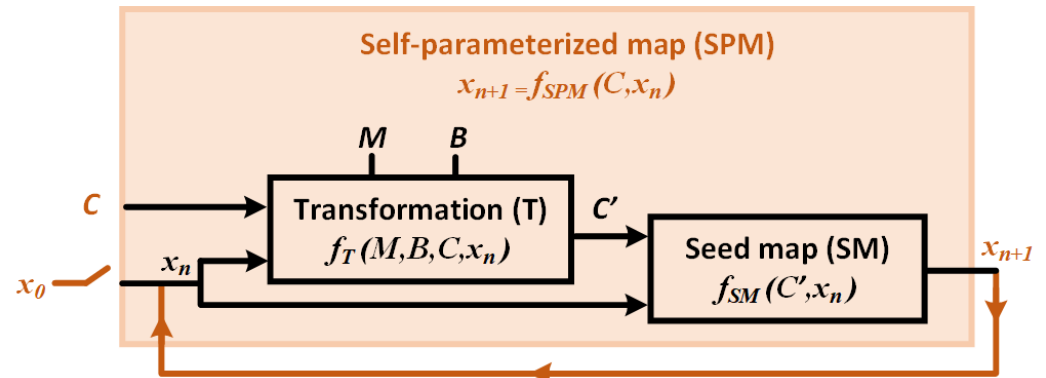 Self-parameterized map (SPM)
xn+1 = fSPM (C,xn)
M B
C
Transformation (T)
fT (M,B,C,xn)
C'
Seed map (SM)
fSM (C',xn)
xn
x0
xn+1